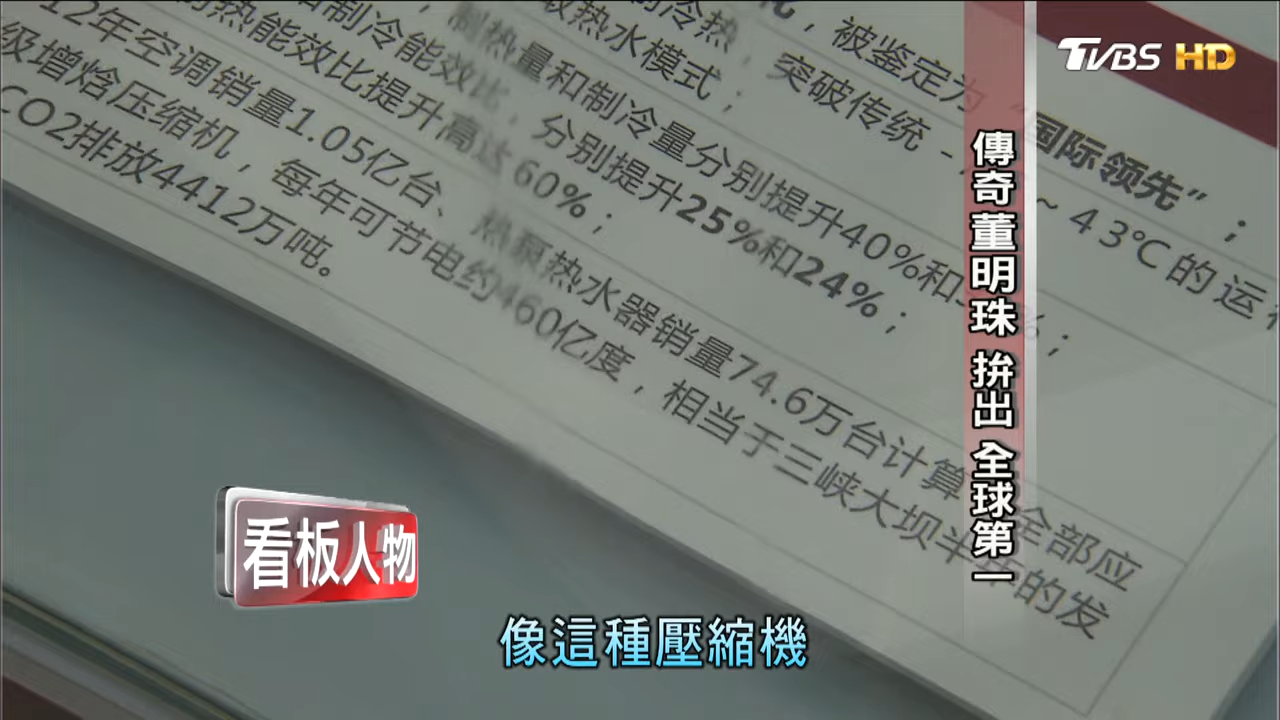 TVBS HD
傳奇董明珠 拚出 全球第一
，被鉴定为“国际领先”；
制冷热，突破传统-，~43℃的运
热水模式；
制热量和制冷量分别提升40%和
制冷能效比，分别提升25%和24%；
热能效比提升高达60%；
12年空调销量1.05亿台、热泵热水器销量74.6万台计算，全部应
级增焓压缩机，每年可节电约460亿度，相当于三峡大坝半年的发
CO2排放4412万吨。
看板人物
像這種壓縮機